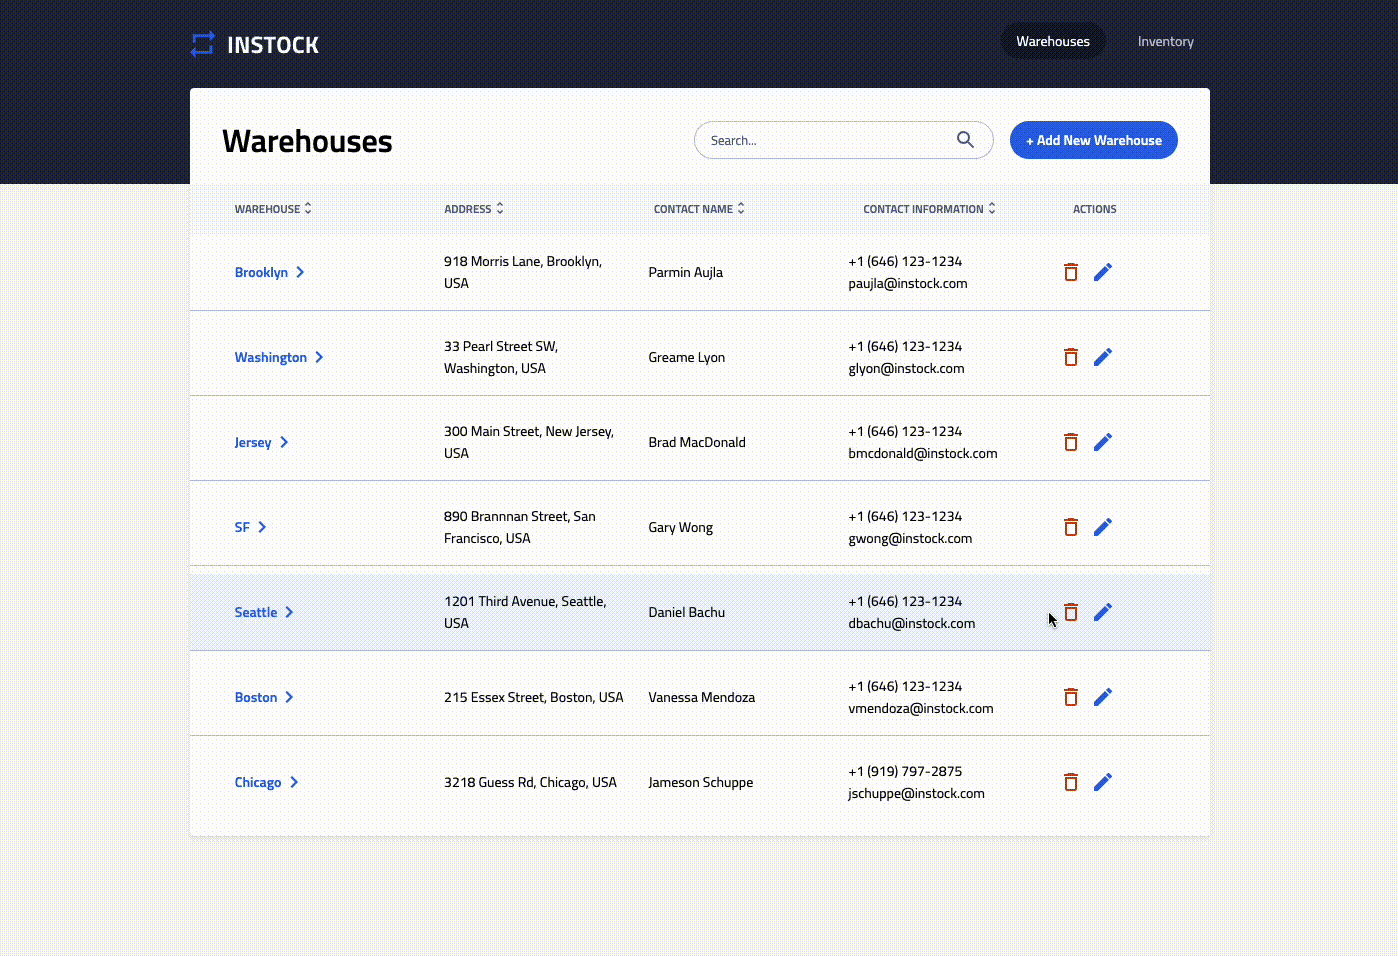 INSTOCK
Warehouses
Inventory
Warehouses
Search...
+ Add New Warehouse
WAREHOUSE
ADDRESS
CONTACT NAME
CONTACT INFORMATION
ACTIONS
Brooklyn
918 Morris Lane, Brooklyn,
USA
Parmin Aujla
+1 (646) 123-1234
paujla@instock.com
Washington
33 Pearl Street SW,
Washington, USA
Greame Lyon
+1 (646) 123-1234
glyon@instock.com
Jersey
300 Main Street, New Jersey,
USA
Brad MacDonald
+1 (646) 123-1234
bmcdonald@instock.com
SF
890 Brannnan Street, San
Francisco, USA
Gary Wong
+1 (646) 123-1234
gwong@instock.com
Seattle
1201 Third Avenue, Seattle,
USA
Daniel Bachu
+1 (646) 123-1234
dbachu@instock.com
Boston
215 Essex Street, Boston, USA
Vanessa Mendoza
+1 (646) 123-1234
vmendoza@instock.com
Chicago
3218 Guess Rd, Chicago, USA
Jameson Schuppe
+1 (919) 797-2875
jschuppe@instock.com